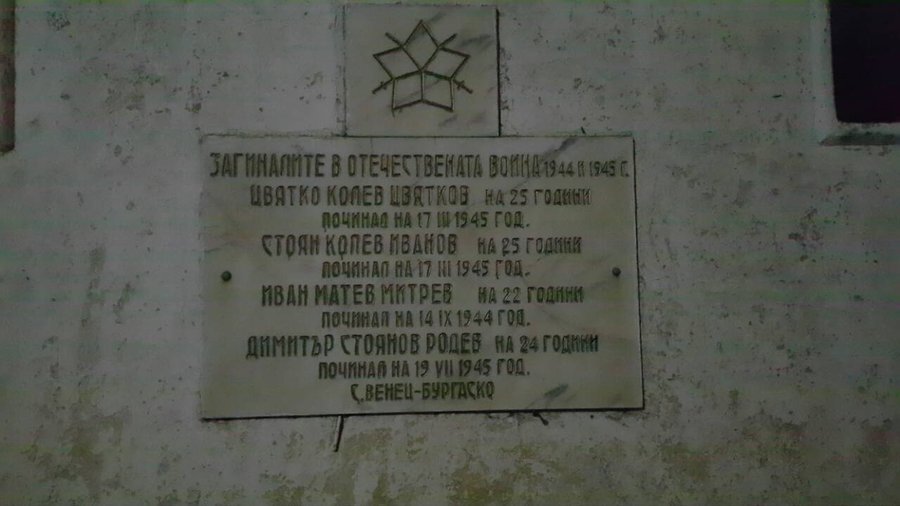 ЗАГИНАЛИТЕ В ОТЕЧЕСТВЕНАТА ВОИНА 1944 И 1945 Г.
ЦВЯТКО КОЛЕВ ЦВЯТКОВ НА 25 ГОДИНИ
ПОЧИНАЛ НА 17 III 1945 ГОД.
СТОЯН КОЛЕВ ИВАНОВ НА 25 ГОДИНИ
ПОЧИНАЛ НА 17 III 1945 ГОД.
ИВАН МАТЕВ МИТРЕВ НА 22 ГОДИНИ
ПОЧИНАЛ НА 14 IX 1944 ГОД.
ДИМИТЪР СТОЯНОВ РОДЕВ НА 24 ГОДИНИ
ПОЧИНАЛ НА 19 VII 1945 ГОД.
С. ВЕНЕЦ-БУРГАСКО